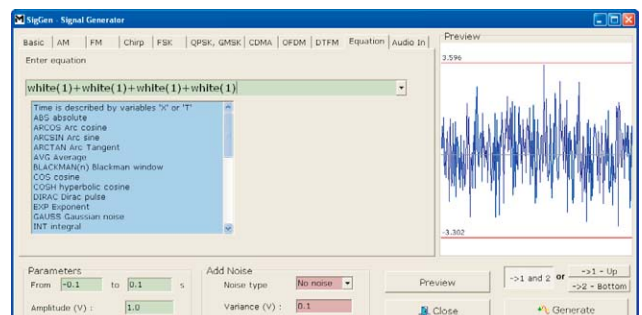 SigGen - Signal Generator
Basic AM FM Chirp FSK QPSK, GMSK CDMA OFDM DTFM Equation Audio In
Preview
Enter equation
3.596
white(1)+white(1)+white(1)+white(1)
Time is described by variables 'X' or 'T'
ABS absolute
ARCOS Arc cosine
ARCSIN Arc sine
ARCTAN Arc Tangent
AVG Average
BLACKMAN(n) Blackman window
COS cosine
COSH hyperbolic cosine
DIRAC Dirac pulse
EXP Exponent
GAUSS Gaussian noise
INT integral
-3.302
Parameters
From -0.1 to 0.1 s
Amplitude (V) : 1.0
Add Noise
Noise type No noise
Variance (V) : 0.1
Preview
Close
->1 and 2 or ->1 - Up
->2 - Bottom
Generate